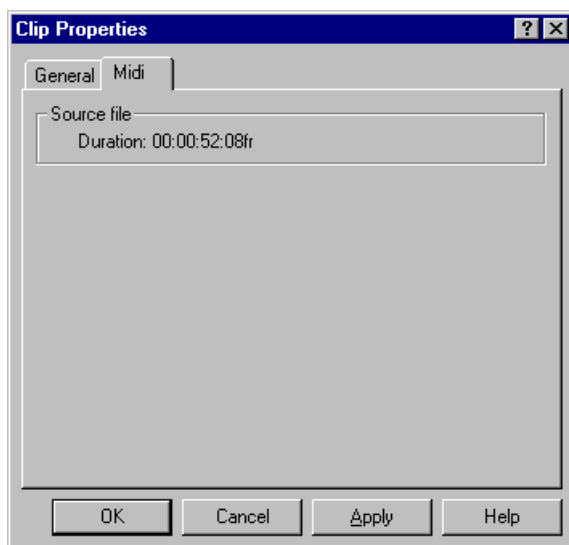 Clip Properties
General Midi
Source file
Duration: 00:00:52:08fr
OK Cancel Apply Help